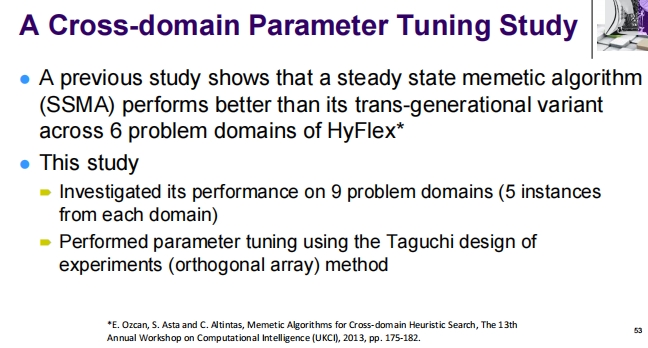 A Cross-domain Parameter Tuning Study
● A previous study shows that a steady state memetic algorithm
(SSMA) performs better than its trans-generational variant
across 6 problem domains of HyFlex*
● This study
Investigated its performance on 9 problem domains (5 instances
from each domain)
Performed parameter tuning using the Taguchi design of
experiments (orthogonal array) method
*E. Ozcan, S. Asta and C. Altintas, Memetic Algorithms for Cross-domain Heuristic Search, The 13th
Annual Workshop on Computational Intelligence (UKCI), 2013, pp. 175-182.
53